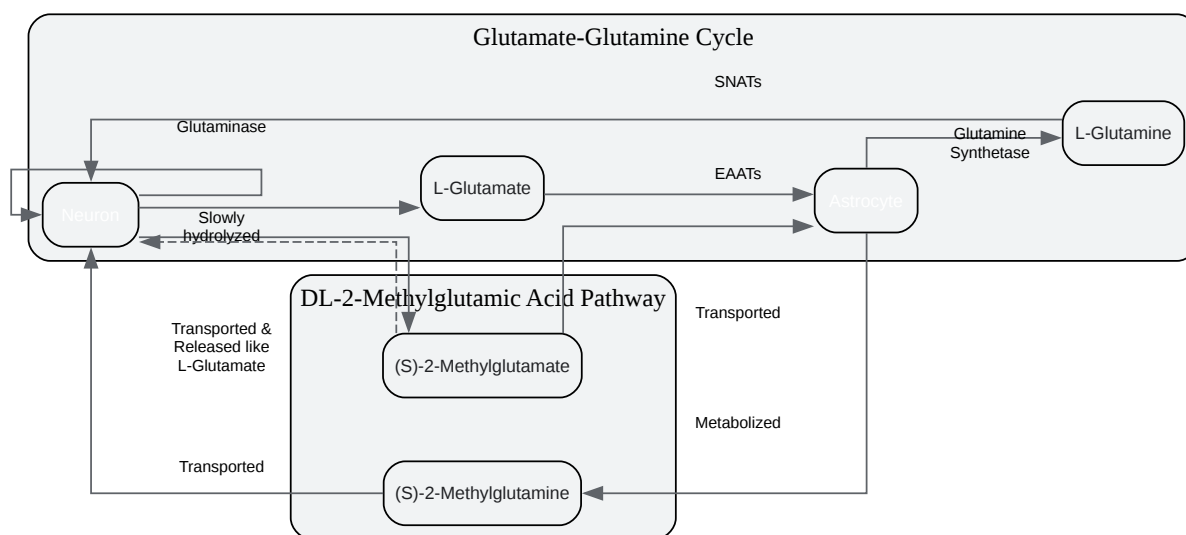 Glutamate-Glutamine Cycle
SNATs
Glutaminase
Glutamine
Synthetase
L-Glutamine
L-Glutamate
EAATs
Neuron
Astrocyte
Slowly
hydrolyzed
DL-2-Methylglutamic Acid Pathway
Transported &
Released like
L-Glutamate
Transported
(S)-2-Methylglutamate
Metabolized
Transported
(S)-2-Methylglutamine